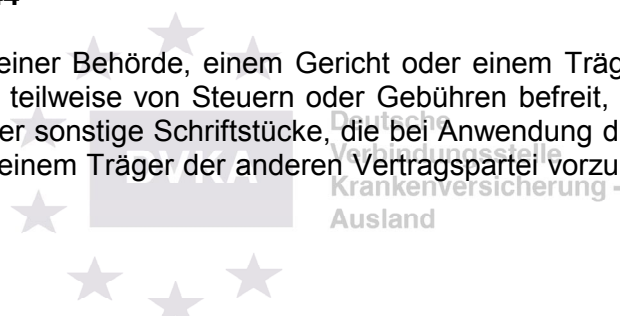 einer Behörde, einem Gericht oder einem Träg
teilweise von Steuern oder Gebühren befreit,
er sonstige Schriftstücke, die bei Anwendung d
einem Träger der anderen Vertragspartei vorzu
DVKA
Deutsche
Verbindungsstelle
Krankenversicherung -
Ausland